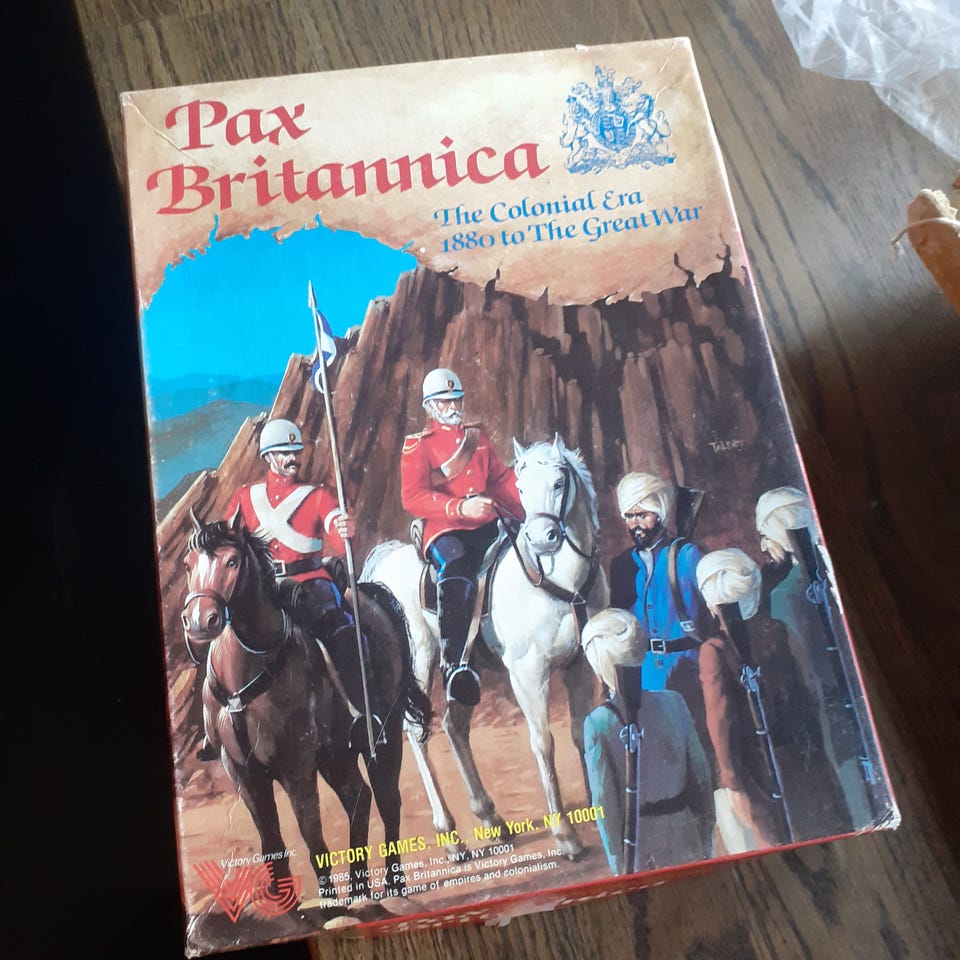 Pax
Britannica
The Colonial Era
1880 to The Great War
TALBOT
Victory Games Inc
VG
VICTORY GAMES, INC., New York, NY 10001
© 1985, Victory Games, Inc., NY, NY 10001
Printed in USA. Pax Britannica is Victory Games, Inc.
trademark for its game of empires and colonialism.